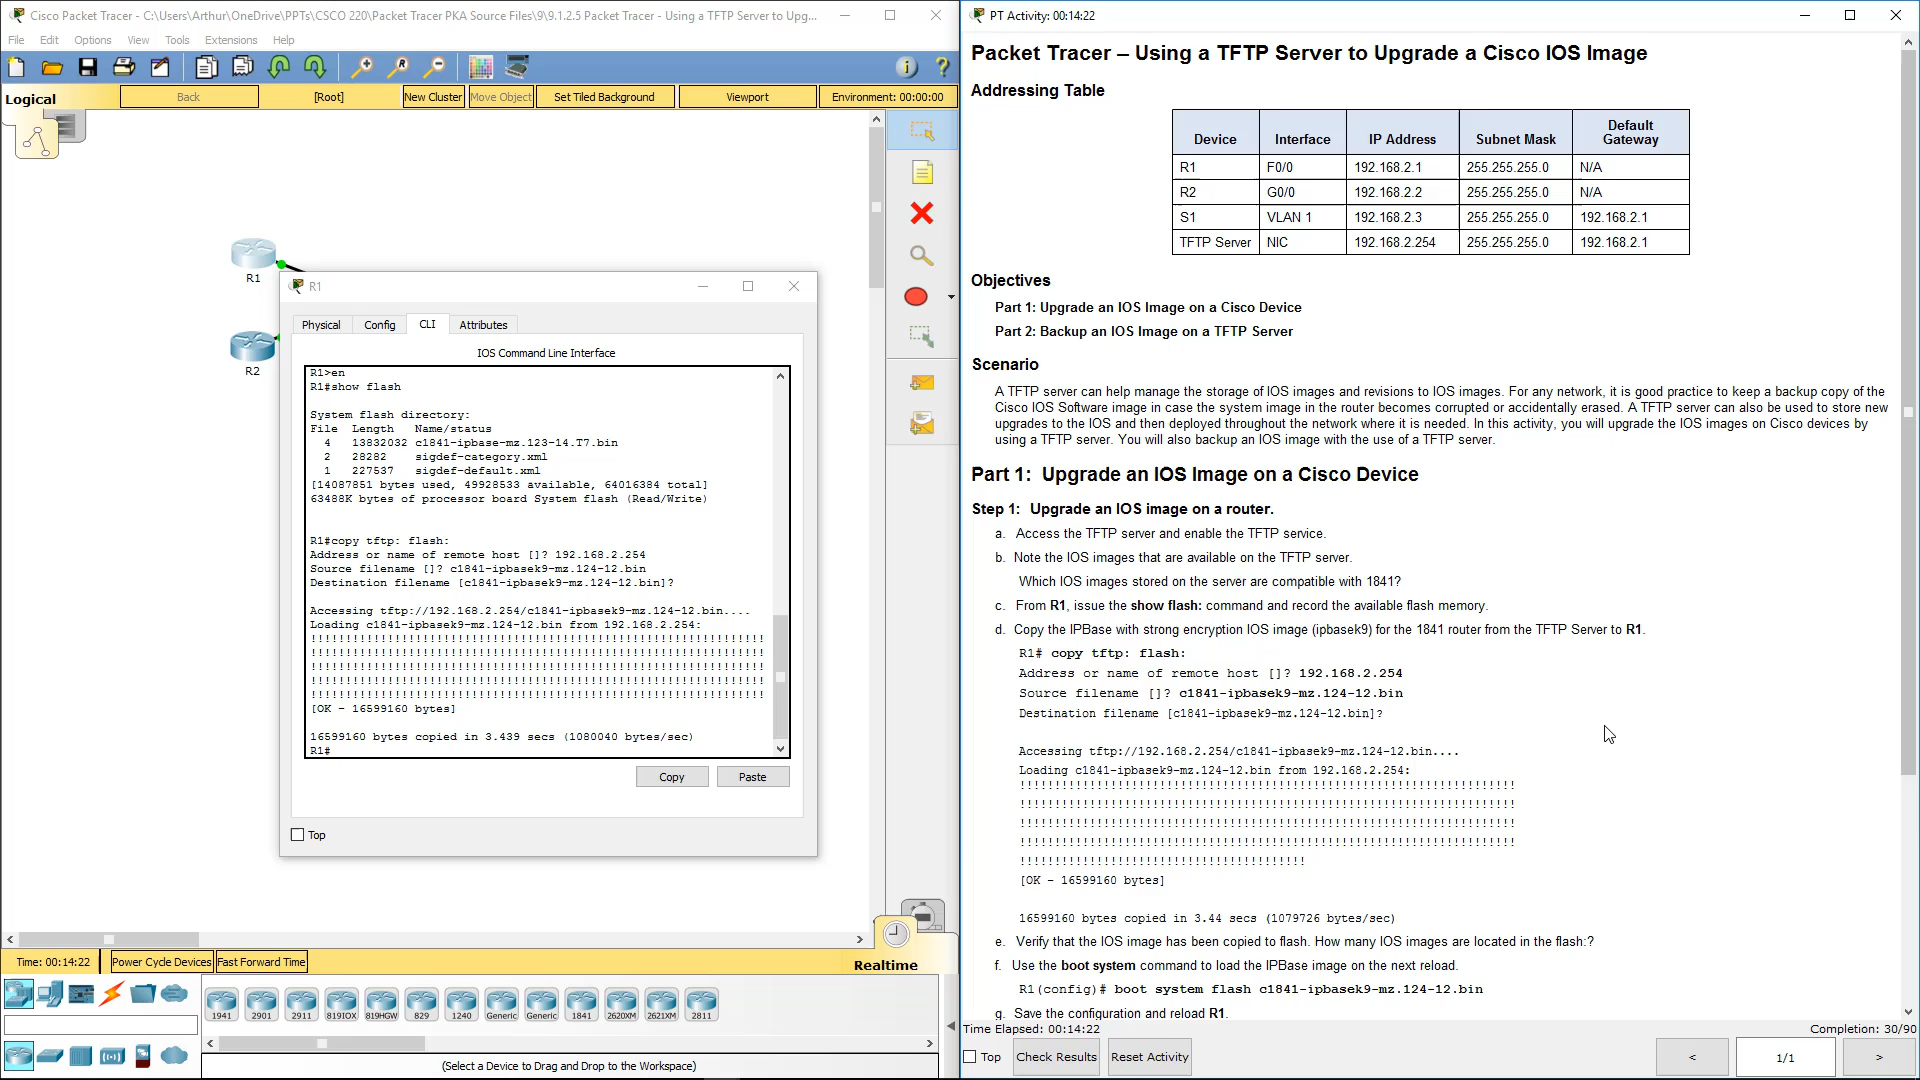 Cisco Packet Tracer - C:\Users\Arthur\OneDrive\PPTs\CSCO 220\Packet Tracer PKA Source Files\9\9.1.2.5 Packet Tracer - Using a TFTP Server to Upg...
File Edit Options View Tools Extensions Help
Logical
Back
[Root]
New Cluster
Move Object
Set Tiled Background
Viewport
Environment: 00:00:00
R1
R2
R1
Physical
Config
CLI
Attributes
IOS Command Line Interface
R1>en
R1#show flash
System flash directory:
File Length Name/status
4 13832032 c1841-ipbase-mz.123-14.T7.bin
2 28282 sigdef-category.xml
1 227537 sigdef-default.xml
[14087851 bytes used, 49928533 available, 64016384 total]
63488K bytes of processor board System flash (Read/Write)
R1#copy tftp: flash:
Address or name of remote host []? 192.168.2.254
Source filename []? c1841-ipbasek9-mz.124-12.bin
Destination filename [c1841-ipbasek9-mz.124-12.bin]?
Accessing tftp://192.168.2.254/c1841-ipbasek9-mz.124-12.bin....
Loading c1841-ipbasek9-mz.124-12.bin from 192.168.2.254:
!!!!!!!!!!!!!!!!!!!!!!!!!!!!!!!!!!!!!!!!!!!!!!!!!!!!!!!!!!!!!!!!!
!!!!!!!!!!!!!!!!!!!!!!!!!!!!!!!!!!!!!!!!!!!!!!!!!!!!!!!!!!!!!!!!!
!!!!!!!!!!!!!!!!!!!!!!!!!!!!!!!!!!!!!!!!!!!!!!!!!!!!!!!!!!!!!!!!!
!!!!!!!!!!!!!!!!!!!!!!!!!!!!!!!!!!!!!!!!!!!!!!!!!!!!!!!!!!!!!!!!!
!!!!!!!!!!!!!!!!!!!!!!!!!!!!!!!!!!!!!!!!!!!!!!!!!!!!!!!!!!!!!!!!!
[OK - 16599160 bytes]
16599160 bytes copied in 3.439 secs (1080040 bytes/sec)
R1#
Copy
Paste
Top
Realtime
Time: 00:14:22
Power Cycle Devices
Fast Forward Time
1941 2901 2911 819IOX 819HGW 829 1240 Generic Generic 1841 2620XM 2621XM 2811
(Select a Device to Drag and Drop to the Workspace)
PT Activity: 00:14:22
Packet Tracer – Using a TFTP Server to Upgrade a Cisco IOS Image
Addressing Table
Device Interface IP Address Subnet Mask Default Gateway
R1 F0/0 192.168.2.1 255.255.255.0 N/A
R2 G0/0 192.168.2.2 255.255.255.0 N/A
S1 VLAN 1 192.168.2.3 255.255.255.0 192.168.2.1
TFTP Server NIC 192.168.2.254 255.255.255.0 192.168.2.1
Objectives
Part 1: Upgrade an IOS Image on a Cisco Device
Part 2: Backup an IOS Image on a TFTP Server
Scenario
A TFTP server can help manage the storage of IOS images and revisions to IOS images. For any network, it is good practice to keep a backup copy of the
Cisco IOS Software image in case the system image in the router becomes corrupted or accidentally erased. A TFTP server can also be used to store new
upgrades to the IOS and then deployed throughout the network where it is needed. In this activity, you will upgrade the IOS images on Cisco devices by
using a TFTP server. You will also backup an IOS image with the use of a TFTP server.
Part 1: Upgrade an IOS Image on a Cisco Device
Step 1: Upgrade an IOS image on a router.
a. Access the TFTP server and enable the TFTP service.
b. Note the IOS images that are available on the TFTP server.
Which IOS images stored on the server are compatible with 1841?
c. From R1, issue the show flash: command and record the available flash memory.
d. Copy the IPBase with strong encryption IOS image (ipbasek9) for the 1841 router from the TFTP Server to R1.
R1# copy tftp: flash:
Address or name of remote host []? 192.168.2.254
Source filename []? c1841-ipbasek9-mz.124-12.bin
Destination filename [c1841-ipbasek9-mz.124-12.bin]?
Accessing tftp://192.168.2.254/c1841-ipbasek9-mz.124-12.bin....
Loading c1841-ipbasek9-mz.124-12.bin from 192.168.2.254:
!!!!!!!!!!!!!!!!!!!!!!!!!!!!!!!!!!!!!!!!!!!!!!!!!!!!!!!!!!!!!!!!!!!!!!!
!!!!!!!!!!!!!!!!!!!!!!!!!!!!!!!!!!!!!!!!!!!!!!!!!!!!!!!!!!!!!!!!!!!!!!!
!!!!!!!!!!!!!!!!!!!!!!!!!!!!!!!!!!!!!!!!!!!!!!!!!!!!!!!!!!!!!!!!!!!!!!!
!!!!!!!!!!!!!!!!!!!!!!!!!!!!!!!!!!!!!!!!!!!!!!!!!!!!!!!!!!!!!!!!!!!!!!!
!!!!!!!!!!!!!!!!!!!!!!!!!!!!!!!!!!!!!!!!!
[OK - 16599160 bytes]
16599160 bytes copied in 3.44 secs (1079726 bytes/sec)
e. Verify that the IOS image has been copied to flash. How many IOS images are located in the flash:?
f. Use the boot system command to load the IPBase image on the next reload.
R1(config)# boot system flash c1841-ipbasek9-mz.124-12.bin
g. Save the configuration and reload R1.
Time Elapsed: 00:14:22
Completion: 30/90
Top
Check Results
Reset Activity
<
1/1
>